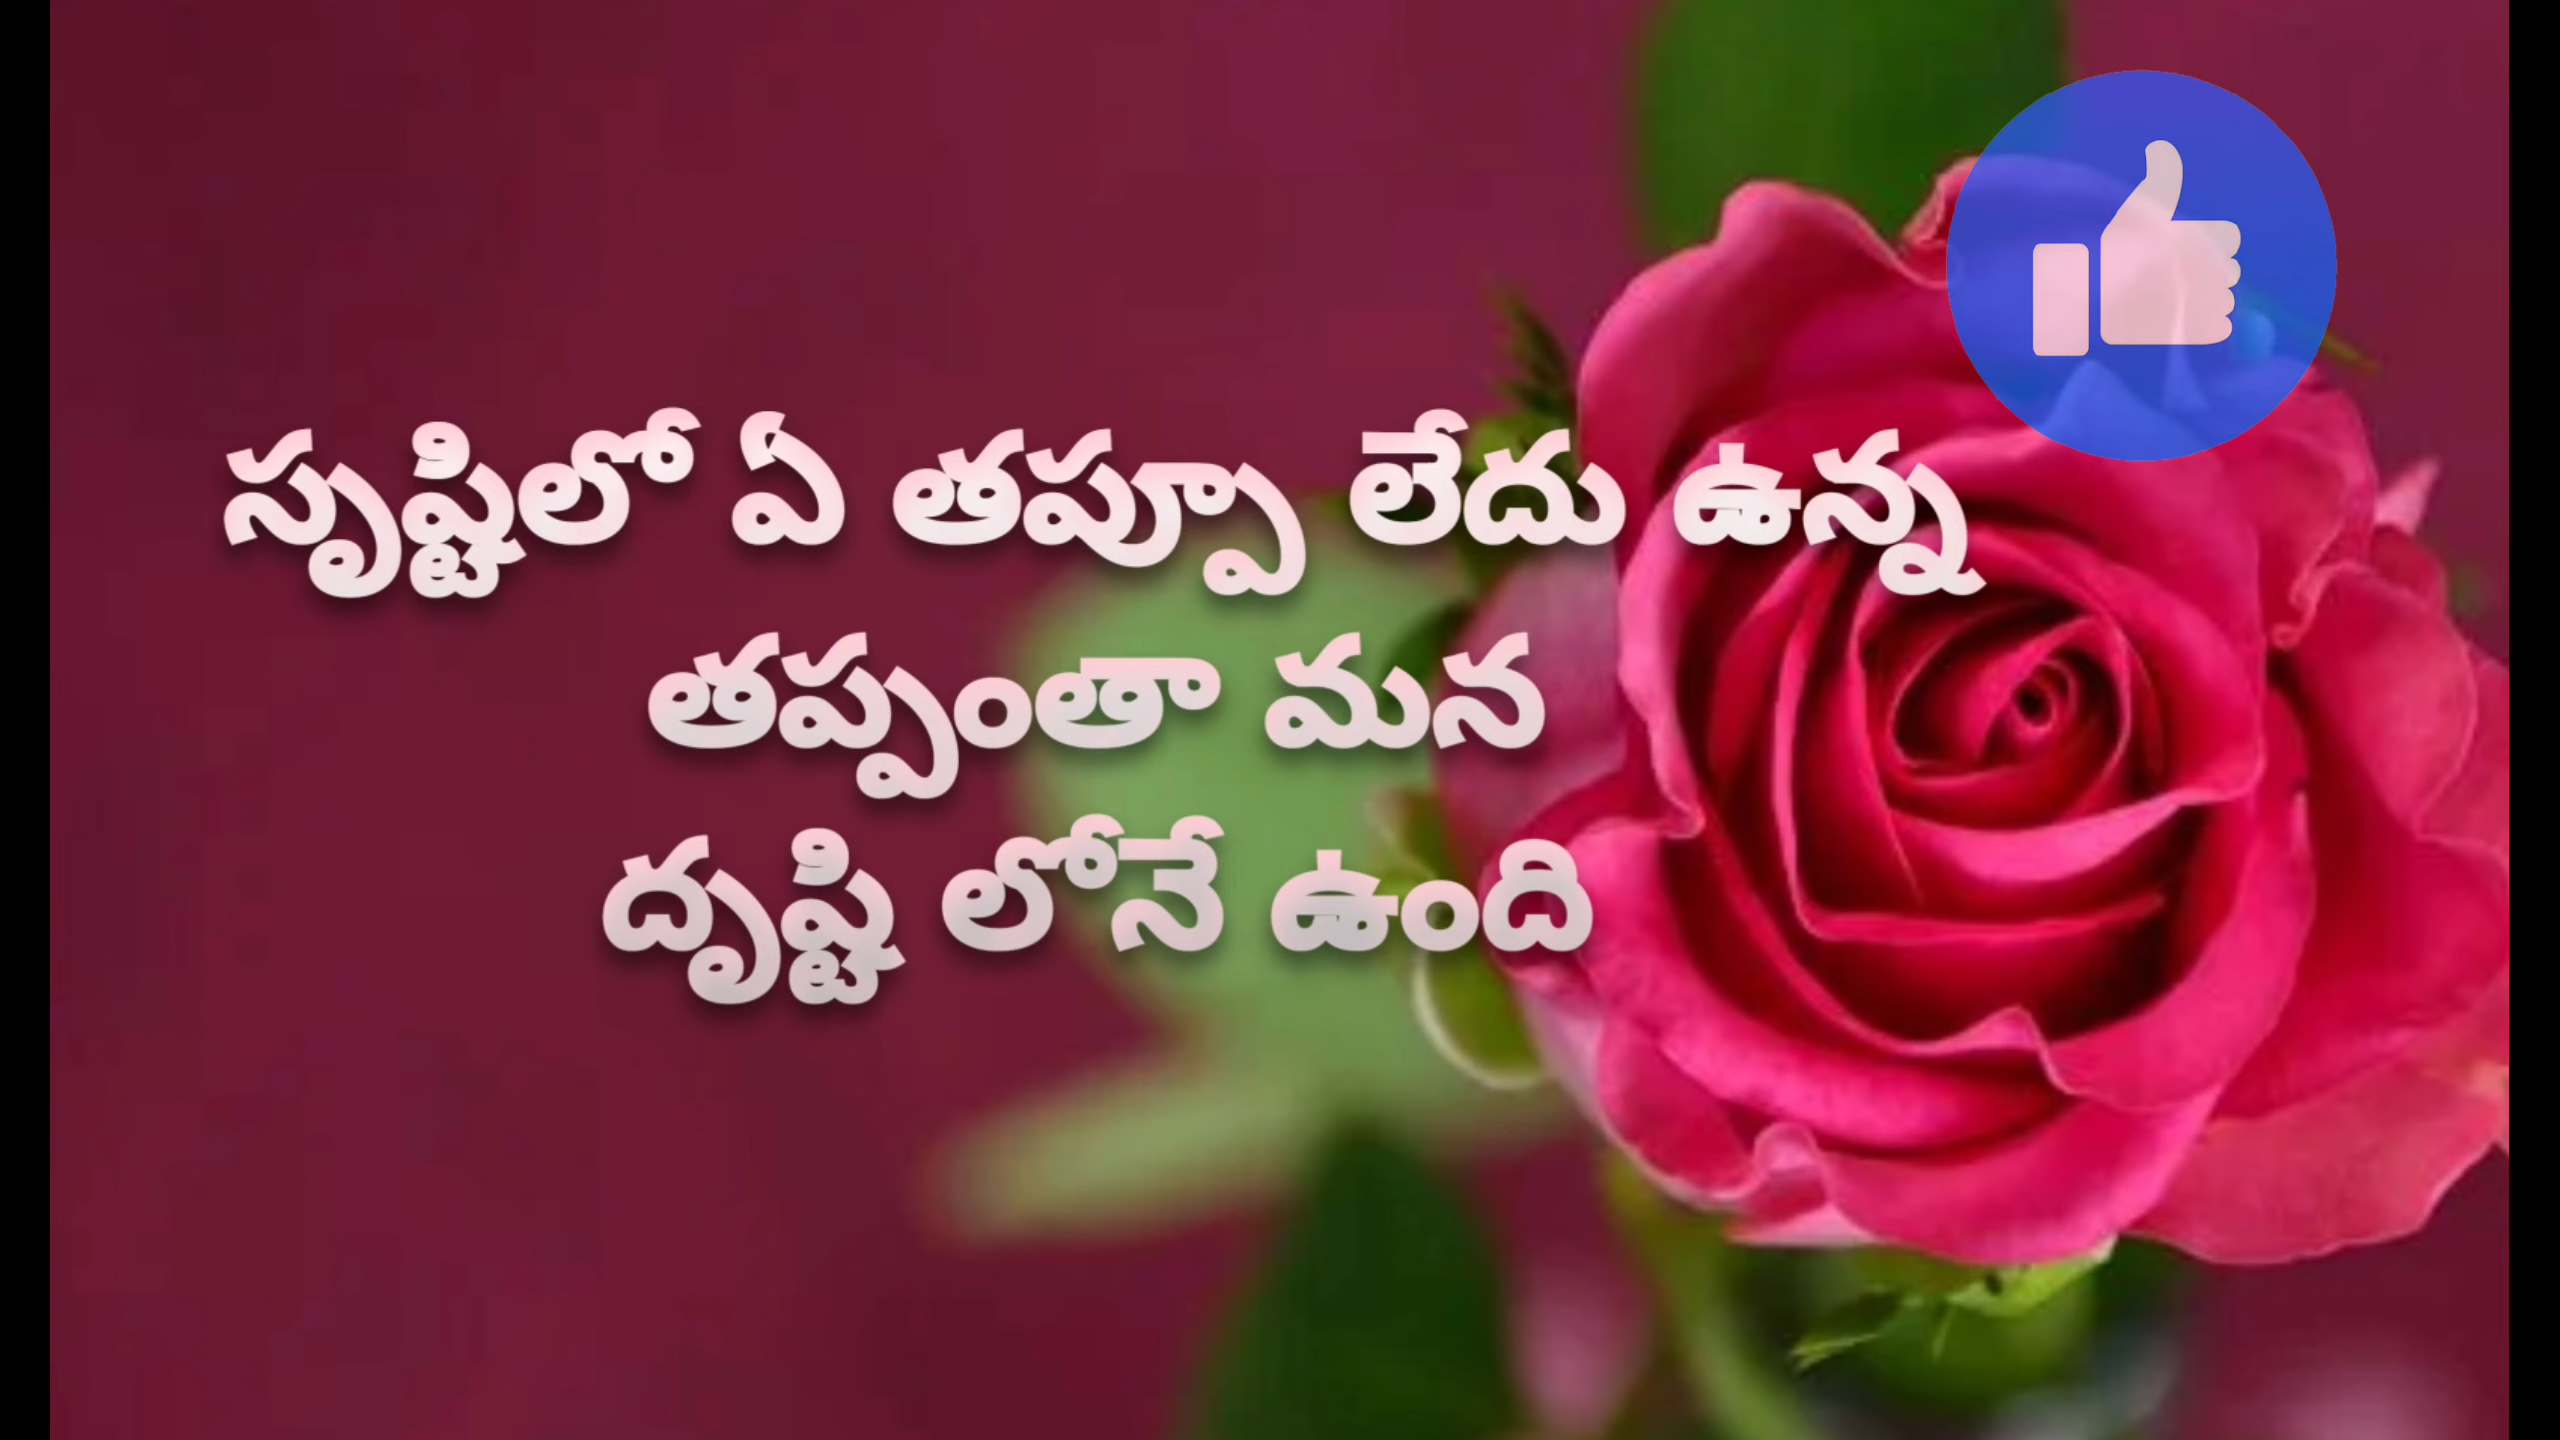 సృష్టిలో ఏ తప్పూ లేదు ఉన్న
తప్పంతా మన
దృష్టి లోనే ఉంది